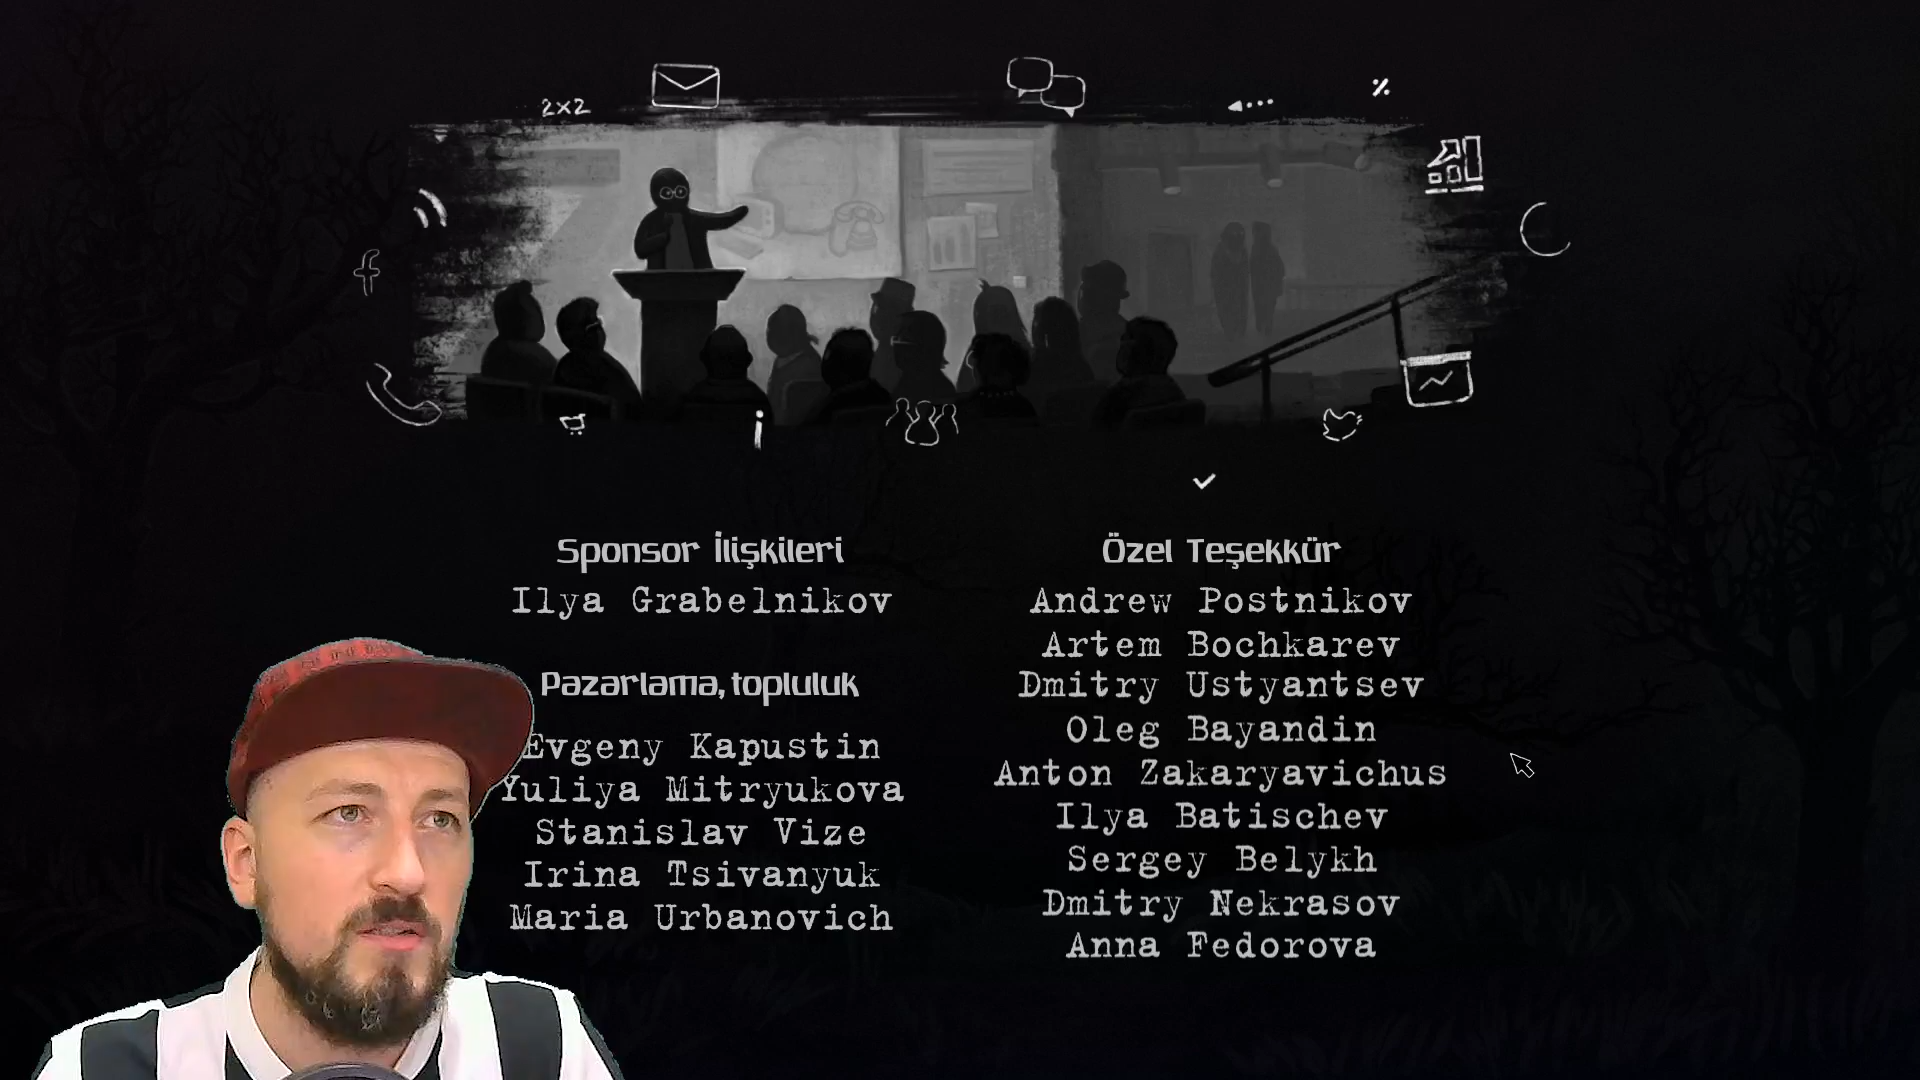 2x2
%
f
i
Sponsor İlişkileri
Ilya Grabelnikov
Pazarlama, topluluk
Evgeny Kapustin
Yuliya Mitryukova
Stanislav Vize
Irina Tsivanyuk
Maria Urbanovich
Özel Teşekkür
Andrew Postnikov
Artem Bochkarev
Dmitry Ustyantsev
Oleg Bayandin
Anton Zakaryavichus
Ilya Batischev
Sergey Belykh
Dmitry Nekrasov
Anna Fedorova